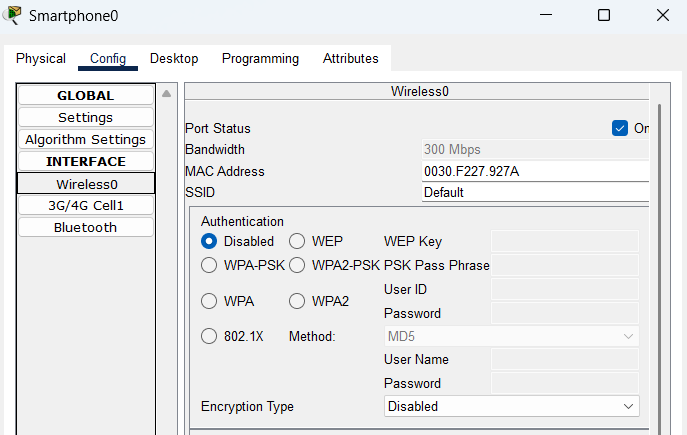 Smartphone0
Physical Config Desktop Programming Attributes
GLOBAL
Settings
Algorithm Settings
INTERFACE
Wireless0
3G/4G Cell1
Bluetooth
Wireless0
Port Status On
Bandwidth 300 Mbps
MAC Address 0030.F227.927A
SSID Default
Authentication
Disabled WEP WEP Key
WPA-PSK WPA2-PSK PSK Pass Phrase
User ID
WPA WPA2
Password
802.1X Method: MD5
User Name
Password
Encryption Type Disabled